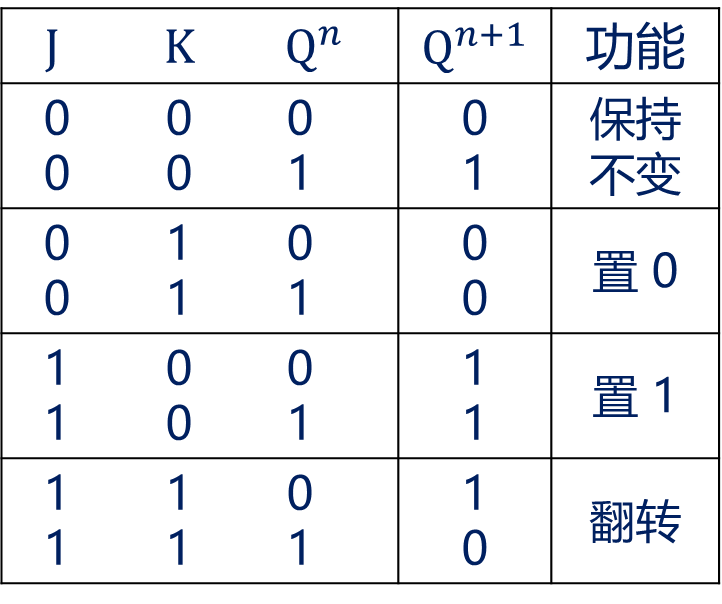 J K Qⁿ Qⁿ⁺¹ 功能
0 0 0 0 保持
0 0 1 1 不变
0 1 0 0 置 0
0 1 1 0
1 0 0 1 置 1
1 0 1 1
1 1 0 1 翻转
1 1 1 0